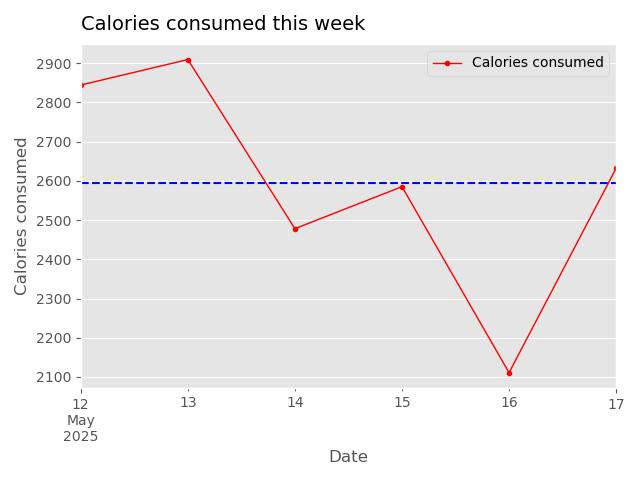 Calories consumed this week
Calories consumed
Calories consumed
2900
2800
2700
2600
2500
2400
2300
2200
2100
12 13 14 15 16 17
May
2025
Date